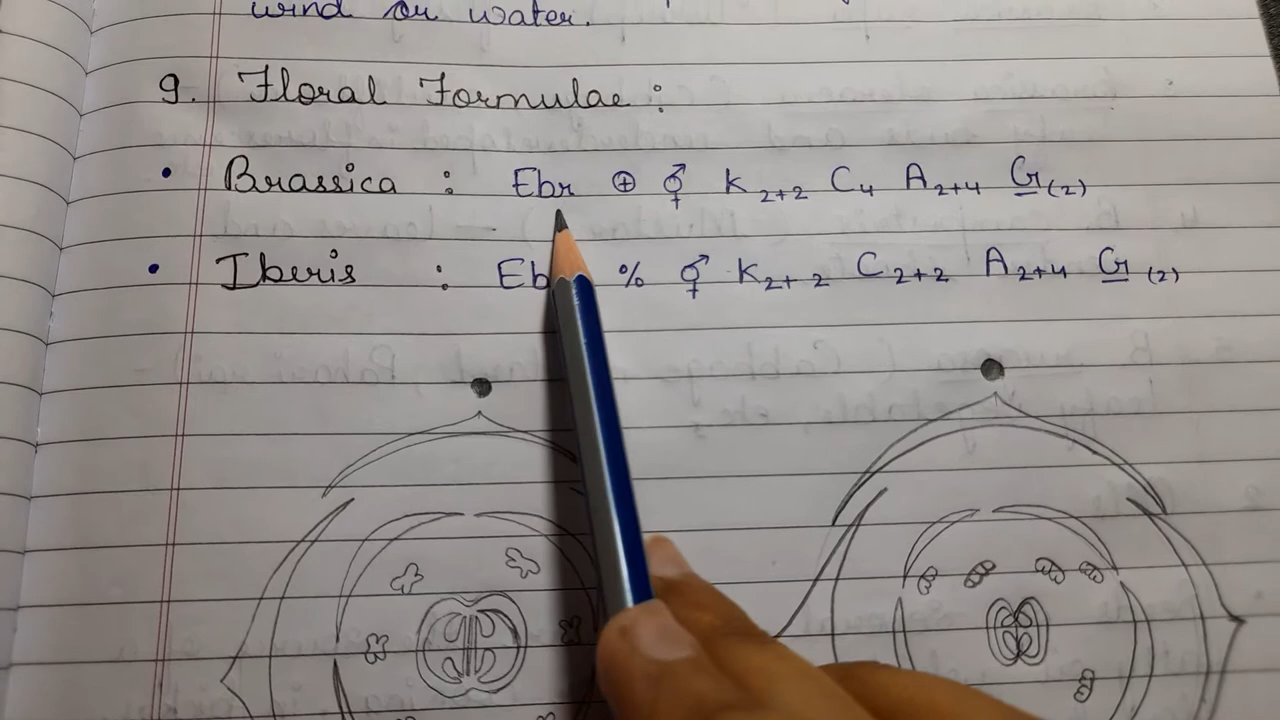 wind or water.
9. Floral Formulae :
• Brassica : Ebr ⊕ ⚥ K2+2 C4 A2+4 G(2)
• Iberis : Eb % ⚥ K2+2 C2+2 A2+4 G(2)